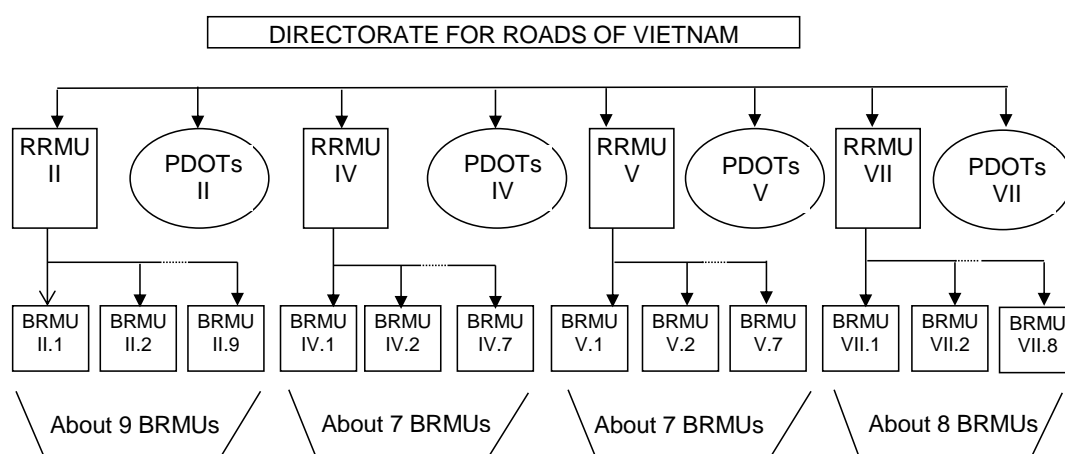 DIRECTORATE FOR ROADS OF VIETNAM
RRMU
II
PDOTs
II
RRMU
IV
PDOTs
IV
RRMU
V
PDOTs
V
RRMU
VII
PDOTs
VII
BRMU
II.1
BRMU
II.2
BRMU
II.9
BRMU
IV.1
BRMU
IV.2
BRMU
IV.7
BRMU
V.1
BRMU
V.2
BRMU
V.7
BRMU
VII.1
BRMU
VII.2
BRMU
VII.8
About 9 BRMUs
About 7 BRMUs
About 7 BRMUs
About 8 BRMUs